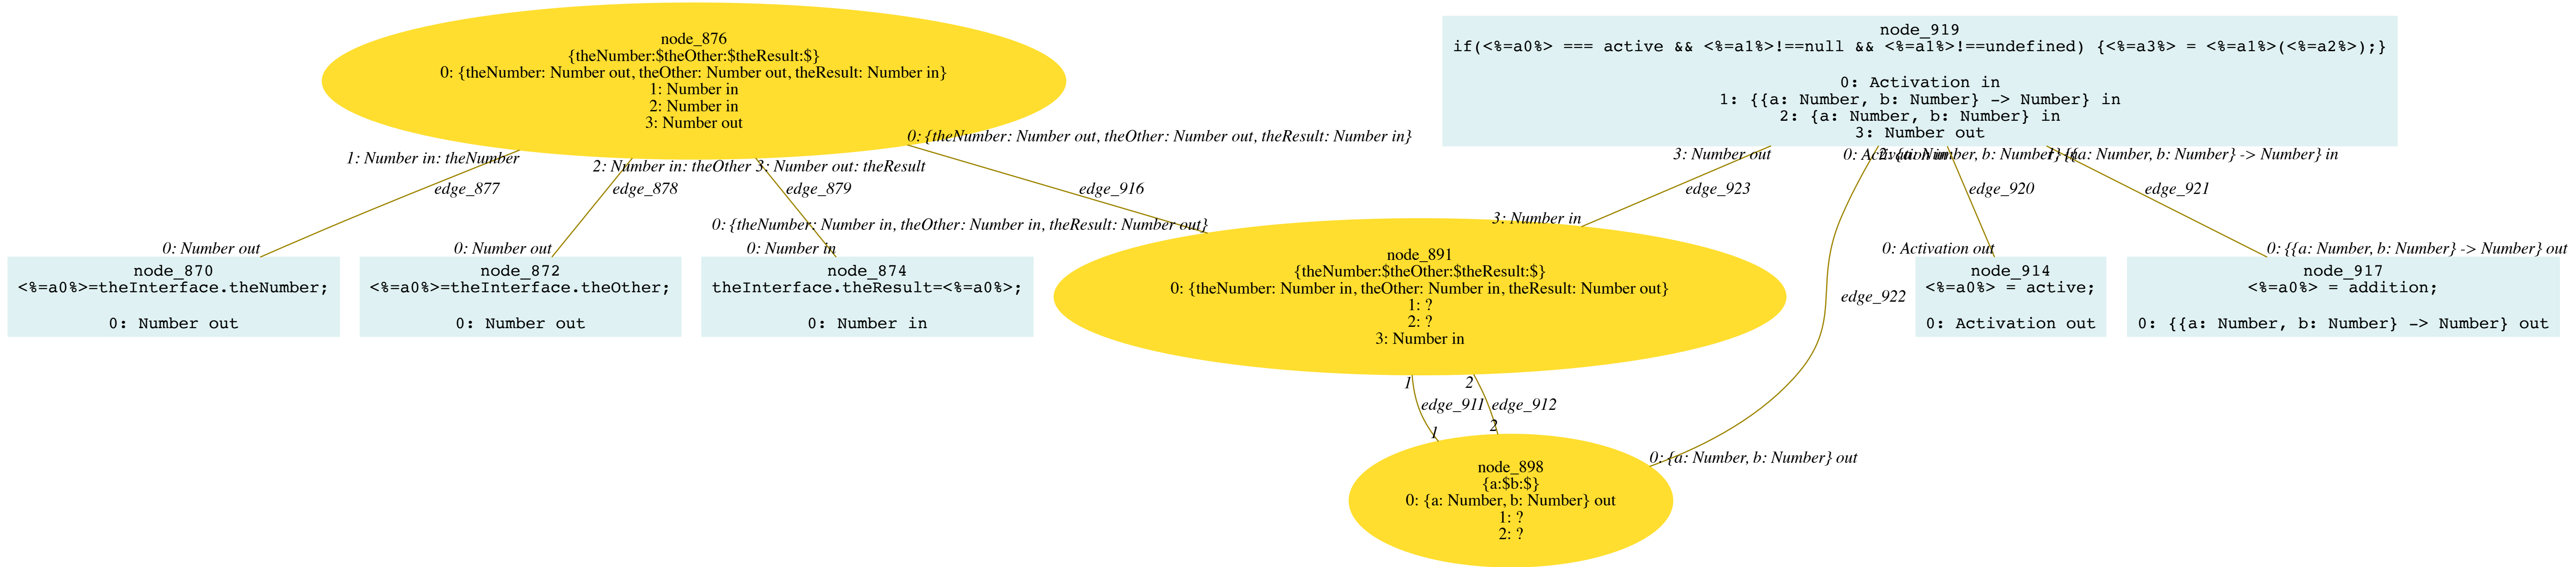 node_876
{theNumber:$theOther:$theResult:$}
0: {theNumber: Number out, theOther: Number out, theResult: Number in}
1: Number in
2: Number in
3: Number out
node_919
if(<%=a0%> === active && <%=a1%>!==null && <%=a1%>!==undefined) {<%=a3%> = <%=a1%>(<%=a2%>);}
0: Activation in
1: {{a: Number, b: Number} -> Number} in
2: {a: Number, b: Number} in
3: Number out
1: Number in: theNumber
2: Number in: theOther
3: Number out: theResult
0: {theNumber: Number out, theOther: Number out, theResult: Number in}
3: Number out
0: Activation in
2: {a: Number, b: Number} in
1: {{a: Number, b: Number} -> Number} in
edge_877
edge_878
edge_879
edge_916
edge_923
edge_920
edge_921
0: Number out
0: Number out
0: Number in
0: {theNumber: Number in, theOther: Number in, theResult: Number out}
3: Number in
0: Activation out
0: {{a: Number, b: Number} -> Number} out
node_870
<%=a0%>=theInterface.theNumber;
0: Number out
node_872
<%=a0%>=theInterface.theOther;
0: Number out
node_874
theInterface.theResult=<%=a0%>;
0: Number in
node_891
{theNumber:$theOther:$theResult:$}
0: {theNumber: Number in, theOther: Number in, theResult: Number out}
1: ?
2: ?
3: Number in
edge_922
node_914
<%=a0%> = active;
0: Activation out
node_917
<%=a0%> = addition;
0: {{a: Number, b: Number} -> Number} out
1
2
edge_911
edge_912
1
2
0: {a: Number, b: Number} out
node_898
{a:$b:$}
0: {a: Number, b: Number} out
1: ?
2: ?